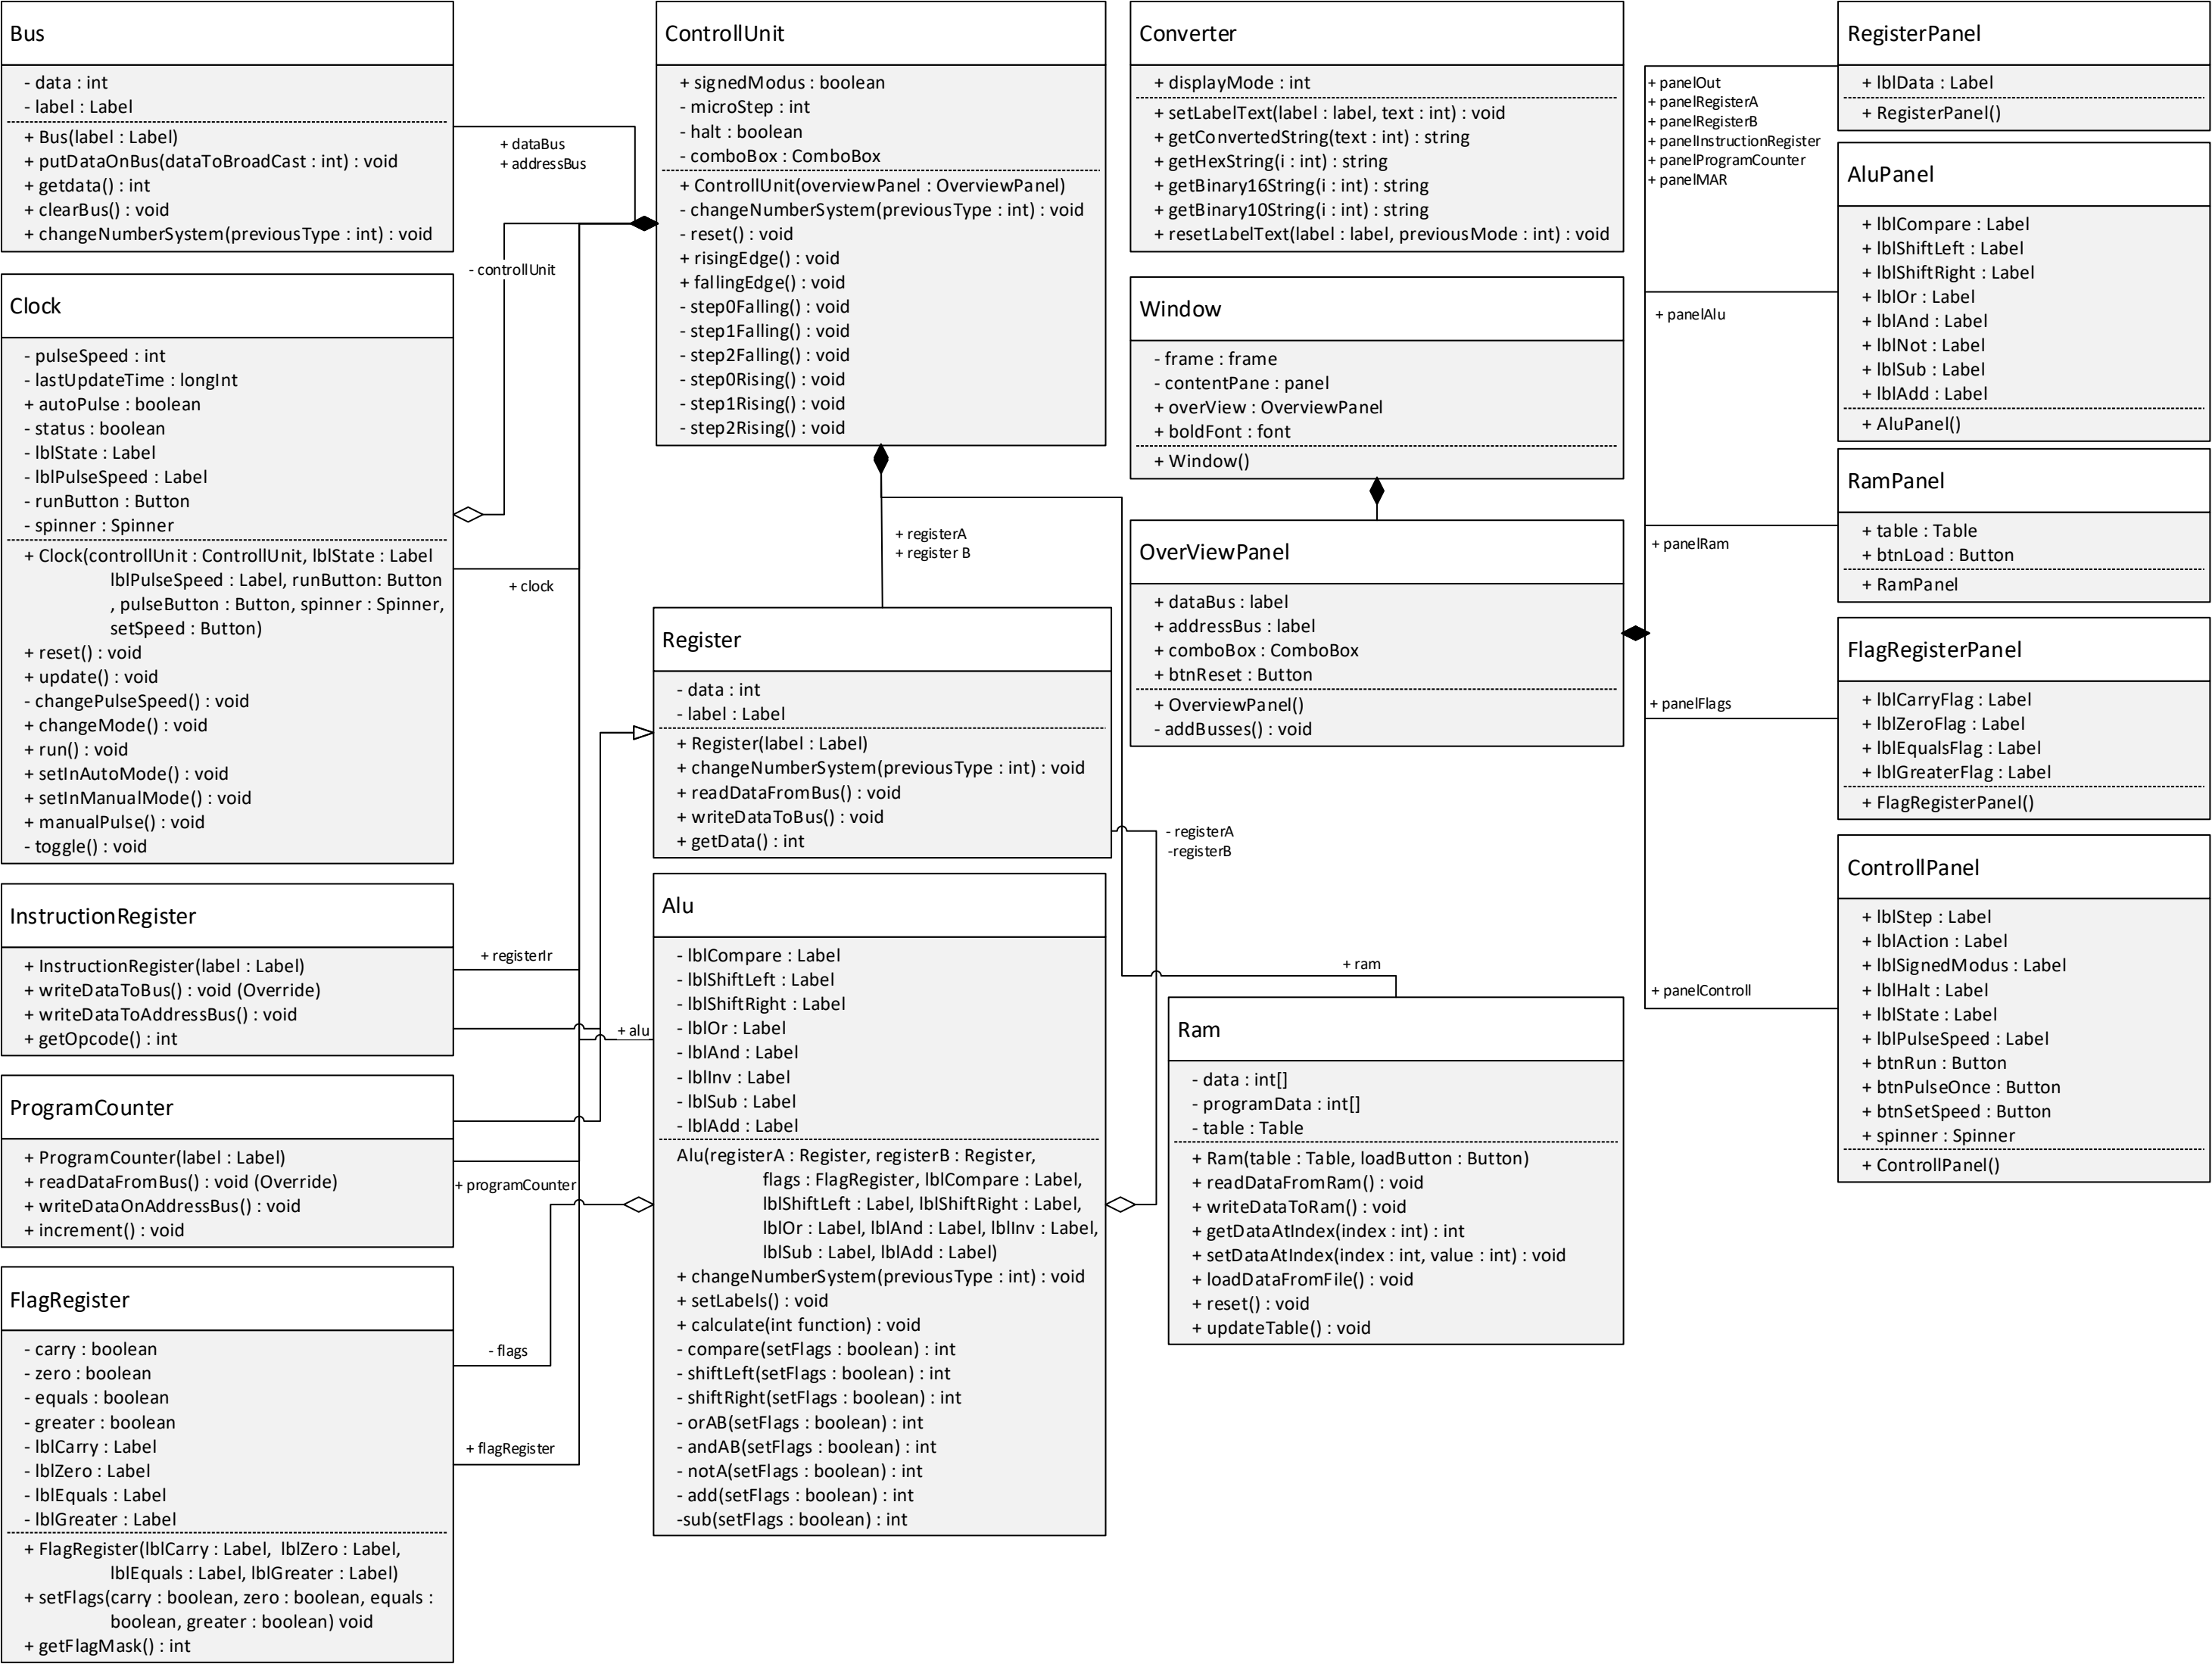 Bus
- data : int
- label : Label
+ Bus(label : Label)
+ putDataOnBus(dataToBroadCast : int) : void
+ getdata() : int
+ clearBus() : void
+ changeNumberSystem(previousType : int) : void
+ dataBus
+ addressBus
- controllUnit
Clock
- pulseSpeed : int
- lastUpdateTime : longInt
+ autoPulse : boolean
- status : boolean
- lblState : Label
- lblPulseSpeed : Label
- runButton : Button
- spinner : Spinner
+ Clock(controllUnit : ControllUnit, lblState : Label
lblPulseSpeed : Label, runButton: Button
, pulseButton : Button, spinner : Spinner,
setSpeed : Button)
+ reset() : void
+ update() : void
- changePulseSpeed() : void
+ changeMode() : void
+ run() : void
+ setInAutoMode() : void
+ setInManualMode() : void
+ manualPulse() : void
- toggle() : void
+ clock
InstructionRegister
+ InstructionRegister(label : Label)
+ writeDataToBus() : void (Override)
+ writeDataToAddressBus() : void
+ getOpcode() : int
+ registerIr
+ alu
ProgramCounter
+ ProgramCounter(label : Label)
+ readDataFromBus() : void (Override)
+ writeDataOnAddressBus() : void
+ increment() : void
+ programCounter
FlagRegister
- carry : boolean
- zero : boolean
- equals : boolean
- greater : boolean
- lblCarry : Label
- lblZero : Label
- lblEquals : Label
- lblGreater : Label
+ FlagRegister(lblCarry : Label, lblZero : Label,
lblEquals : Label, lblGreater : Label)
+ setFlags(carry : boolean, zero : boolean, equals :
boolean, greater : boolean) void
+ getFlagMask() : int
- flags
+ flagRegister
ControllUnit
+ signedModus : boolean
- microStep : int
- halt : boolean
- comboBox : ComboBox
+ ControllUnit(overviewPanel : OverviewPanel)
- changeNumberSystem(previousType : int) : void
- reset() : void
+ risingEdge() : void
+ fallingEdge() : void
- step0Falling() : void
- step1Falling() : void
- step2Falling() : void
- step0Rising() : void
- step1Rising() : void
- step2Rising() : void
+ registerA
+ register B
Register
- data : int
- label : Label
+ Register(label : Label)
+ changeNumberSystem(previousType : int) : void
+ readDataFromBus() : void
+ writeDataToBus() : void
+ getData() : int
- registerA
-registerB
Alu
- lblCompare : Label
- lblShiftLeft : Label
- lblShiftRight : Label
- lblOr : Label
- lblAnd : Label
- lblInv : Label
- lblSub : Label
- lblAdd : Label
Alu(registerA : Register, registerB : Register,
flags : FlagRegister, lblCompare : Label,
lblShiftLeft : Label, lblShiftRight : Label,
lblOr : Label, lblAnd : Label, lblInv : Label,
lblSub : Label, lblAdd : Label)
+ changeNumberSystem(previousType : int) : void
+ setLabels() : void
+ calculate(int function) : void
- compare(setFlags : boolean) : int
- shiftLeft(setFlags : boolean) : int
- shiftRight(setFlags : boolean) : int
- orAB(setFlags : boolean) : int
- andAB(setFlags : boolean) : int
- notA(setFlags : boolean) : int
- add(setFlags : boolean) : int
-sub(setFlags : boolean) : int
Converter
+ displayMode : int
+ setLabelText(label : label, text : int) : void
+ getConvertedString(text : int) : string
+ getHexString(i : int) : string
+ getBinary16String(i : int) : string
+ getBinary10String(i : int) : string
+ resetLabelText(label : label, previousMode : int) : void
Window
- frame : frame
- contentPane : panel
+ overView : OverviewPanel
+ boldFont : font
+ Window()
OverViewPanel
+ dataBus : label
+ addressBus : label
+ comboBox : ComboBox
+ btnReset : Button
+ OverviewPanel()
- addBusses() : void
+ ram
Ram
- data : int[]
- programData : int[]
- table : Table
+ Ram(table : Table, loadButton : Button)
+ readDataFromRam() : void
+ writeDataToRam() : void
+ getDataAtIndex(index : int) : int
+ setDataAtIndex(index : int, value : int) : void
+ loadDataFromFile() : void
+ reset() : void
+ updateTable() : void
+ panelOut
+ panelRegisterA
+ panelRegisterB
+ panelInstructionRegister
+ panelProgramCounter
+ panelMAR
+ panelAlu
+ panelRam
+ panelFlags
+ panelControll
RegisterPanel
+ lblData : Label
+ RegisterPanel()
AluPanel
+ lblCompare : Label
+ lblShiftLeft : Label
+ lblShiftRight : Label
+ lblOr : Label
+ lblAnd : Label
+ lblNot : Label
+ lblSub : Label
+ lblAdd : Label
+ AluPanel()
RamPanel
+ table : Table
+ btnLoad : Button
+ RamPanel
FlagRegisterPanel
+ lblCarryFlag : Label
+ lblZeroFlag : Label
+ lblEqualsFlag : Label
+ lblGreaterFlag : Label
+ FlagRegisterPanel()
ControllPanel
+ lblStep : Label
+ lblAction : Label
+ lblSignedModus : Label
+ lblHalt : Label
+ lblState : Label
+ lblPulseSpeed : Label
+ btnRun : Button
+ btnPulseOnce : Button
+ btnSetSpeed : Button
+ spinner : Spinner
+ ControllPanel()